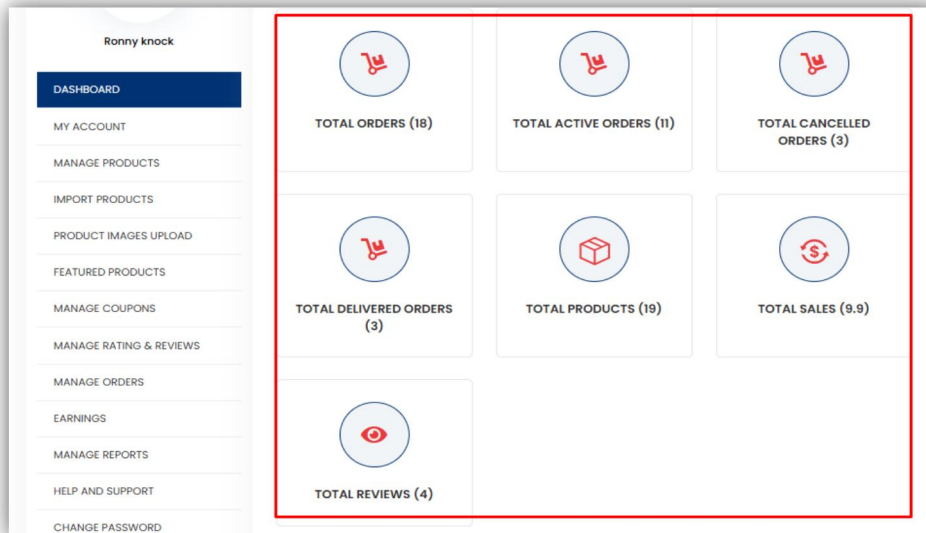 Ronny knock
DASHBOARD
MY ACCOUNT
MANAGE PRODUCTS
IMPORT PRODUCTS
PRODUCT IMAGES UPLOAD
FEATURED PRODUCTS
MANAGE COUPONS
MANAGE RATING & REVIEWS
MANAGE ORDERS
EARNINGS
MANAGE REPORTS
HELP AND SUPPORT
CHANGE PASSWORD
TOTAL ORDERS (18)
TOTAL ACTIVE ORDERS (11)
TOTAL CANCELLED
ORDERS (3)
TOTAL DELIVERED ORDERS
(3)
TOTAL PRODUCTS (19)
TOTAL SALES (9.9)
TOTAL REVIEWS (4)